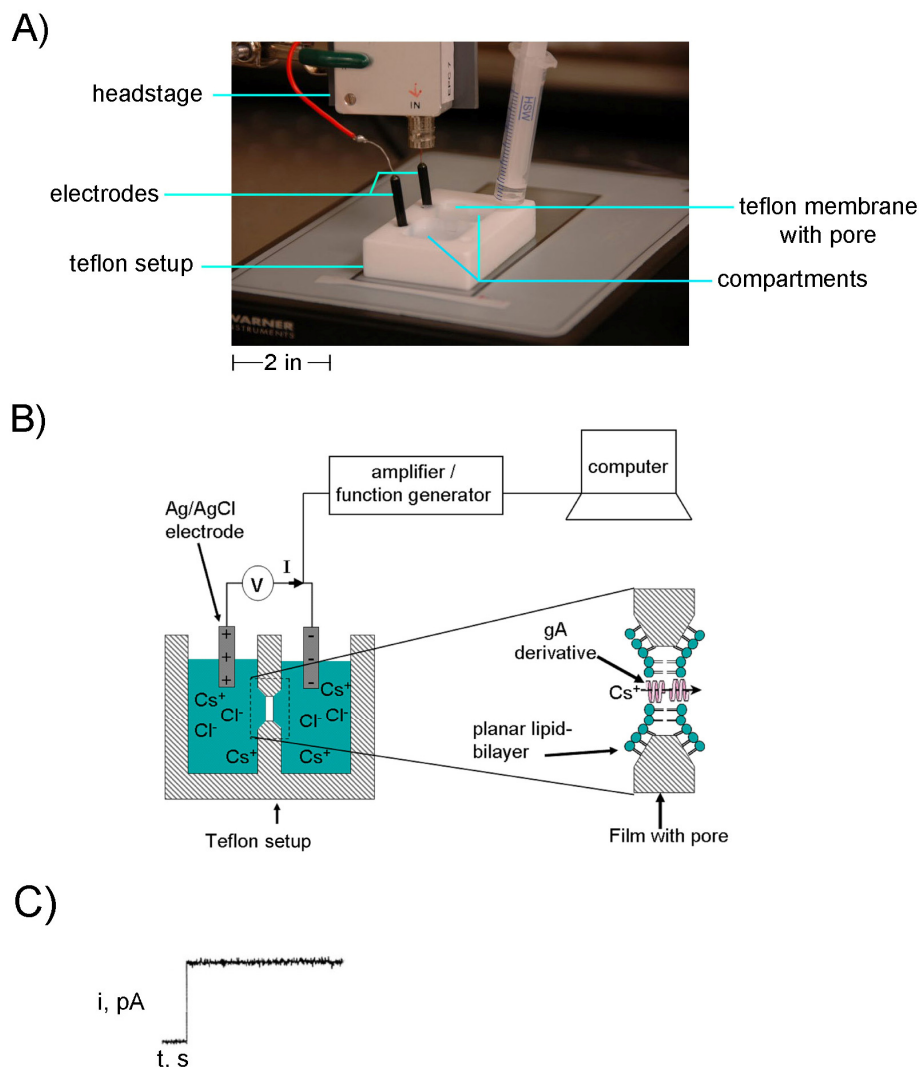 A)
headstage
electrodes
teflon setup
teflon membrane
with pore
compartments
IN
HSW
WARNER
INSTRUMENTS
2 in
B)
amplifier /
function generator
computer
Ag/AgCl
electrode
V
I
+ + +
- - -
Cs⁺
Cl⁻
Cl⁻
Cs⁺
Cs⁺
Cl⁻ Cl⁻
Cs⁺
gA
derivative
Cs⁺
planar lipid-
bilayer
Teflon setup
Film with pore
C)
i, pA
t, s